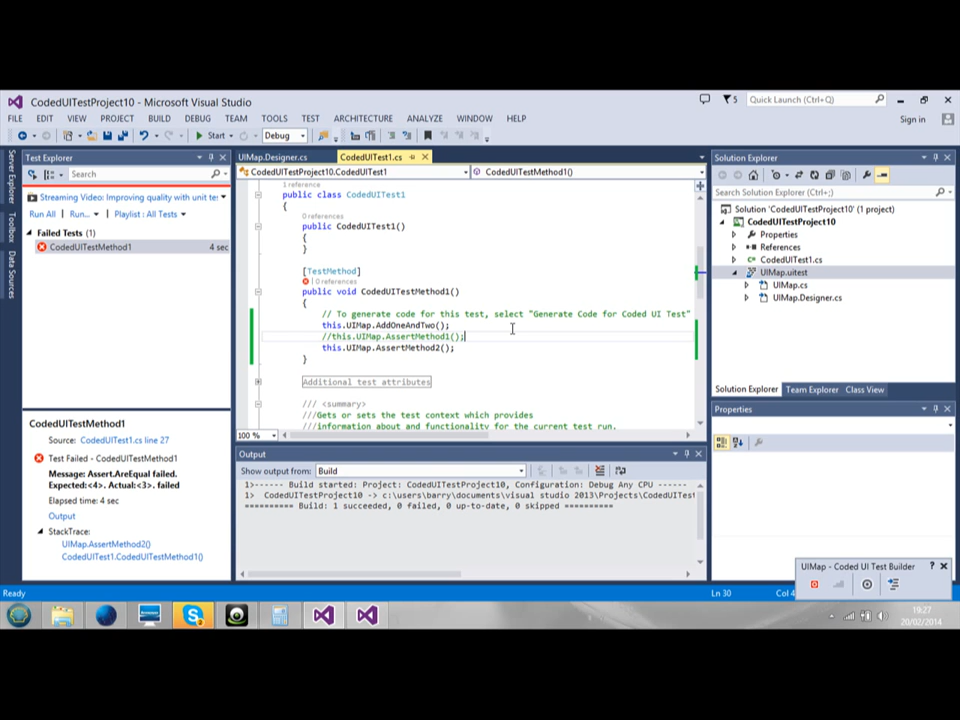 CodedUITestProject10 - Microsoft Visual Studio
5
Quick Launch (Ctrl+Q)
FILE EDIT VIEW PROJECT BUILD DEBUG TEAM TOOLS TEST ARCHITECTURE ANALYZE WINDOW HELP
Sign in
Start
Debug
Server Explorer
Toolbox
Data Sources
Test Explorer
Search
Streaming Video: Improving quality with unit te
Run All | Run... | Playlist : All Tests
Failed Tests (1)
CodedUITestMethod1 4 sec
CodedUITestMethod1
Source: CodedUITest1.cs line 27
Test Failed - CodedUITestMethod1
Message: Assert.AreEqual failed.
Expected:<4>. Actual:<3>. failed
Elapsed time: 4 sec
Output
StackTrace:
UIMap.AssertMethod2()
CodedUITest1.CodedUITestMethod1()
UIMap.Designer.cs
CodedUITest1.cs
CodedUITestProject10.CodedUITest1
CodedUITestMethod1()
1 reference
public class CodedUITest1
{
0 references
public CodedUITest1()
{
}
[TestMethod]
| 0 references
public void CodedUITestMethod1()
{
// To generate code for this test, select "Generate Code for Coded UI Test"
this.UIMap.AddOneAndTwo();
//this.UIMap.AssertMethod1();
this.UIMap.AssertMethod2();
}
Additional test attributes
/// <summary>
///Gets or sets the test context which provides
///information about and functionality for the current test run.
100 %
Output
Show output from: Build
1>------ Build started: Project: CodedUITestProject10, Configuration: Debug Any CPU ------
1> CodedUITestProject10 -> c:\users\barry\documents\visual studio 2013\Projects\CodedUITest
========== Build: 1 succeeded, 0 failed, 0 up-to-date, 0 skipped ==========
Solution Explorer
Search Solution Explorer (Ctrl+;)
Solution 'CodedUITestProject10' (1 project)
CodedUITestProject10
Properties
References
CodedUITest1.cs
UIMap.uitest
UIMap.cs
UIMap.Designer.cs
Solution Explorer Team Explorer Class View
Properties
UIMap - Coded UI Test Builder ?
Ready
Ln 30
Col 4
19:27
20/02/2014